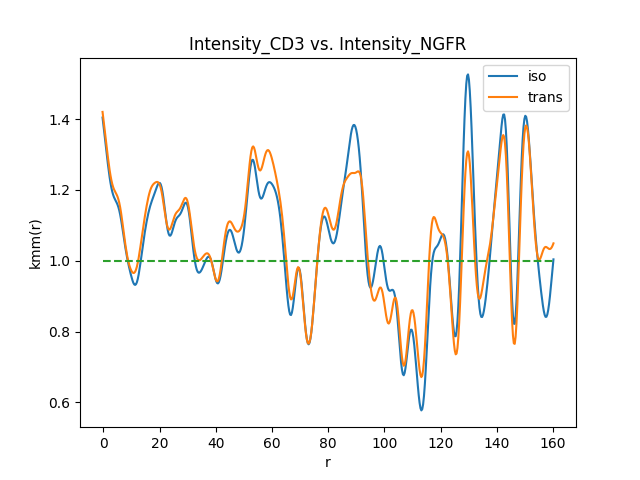 Intensity_CD3 vs. Intensity_NGFR
iso
trans
kmm(r)
1.4
1.2
1.0
0.8
0.6
0 20 40 60 80 100 120 140 160
r